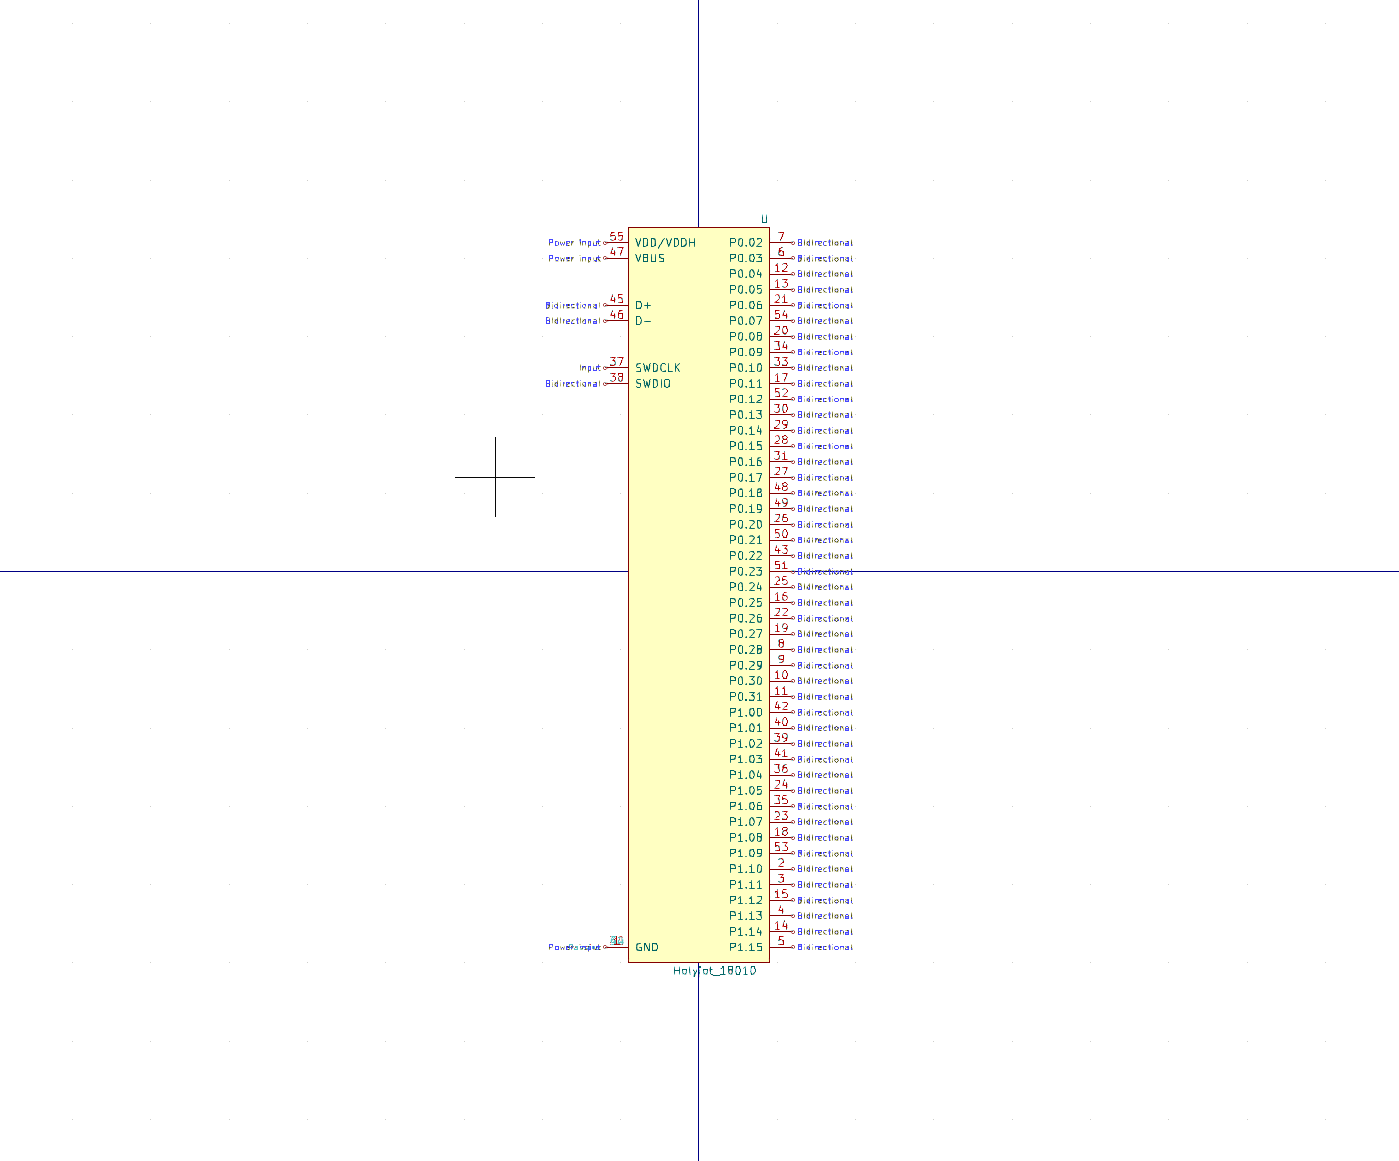 U
Power Input 55 VDD/VDDH P0.02 7 Bidirectional
Power Input 47 VBUS P0.03 6 Bidirectional
P0.04 12 Bidirectional
P0.05 13 Bidirectional
Bidirectional 45 D+ P0.06 21 Bidirectional
Bidirectional 46 D- P0.07 54 Bidirectional
P0.08 20 Bidirectional
P0.09 34 Bidirectional
Input 37 SWDCLK P0.10 33 Bidirectional
Bidirectional 38 SWDIO P0.11 17 Bidirectional
P0.12 52 Bidirectional
P0.13 30 Bidirectional
P0.14 29 Bidirectional
P0.15 28 Bidirectional
P0.16 31 Bidirectional
P0.17 27 Bidirectional
P0.18 48 Bidirectional
P0.19 49 Bidirectional
P0.20 26 Bidirectional
P0.21 50 Bidirectional
P0.22 43 Bidirectional
P0.23 51 Bidirectional
P0.24 25 Bidirectional
P0.25 16 Bidirectional
P0.26 22 Bidirectional
P0.27 19 Bidirectional
P0.28 8 Bidirectional
P0.29 9 Bidirectional
P0.30 10 Bidirectional
P0.31 11 Bidirectional
P1.00 42 Bidirectional
P1.01 40 Bidirectional
P1.02 39 Bidirectional
P1.03 41 Bidirectional
P1.04 36 Bidirectional
P1.05 24 Bidirectional
P1.06 35 Bidirectional
P1.07 23 Bidirectional
P1.08 18 Bidirectional
P1.09 53 Bidirectional
P1.10 2 Bidirectional
P1.11 3 Bidirectional
P1.12 15 Bidirectional
P1.13 4 Bidirectional
P1.14 14 Bidirectional
GND P1.15 5 Bidirectional
Holyiot_18010